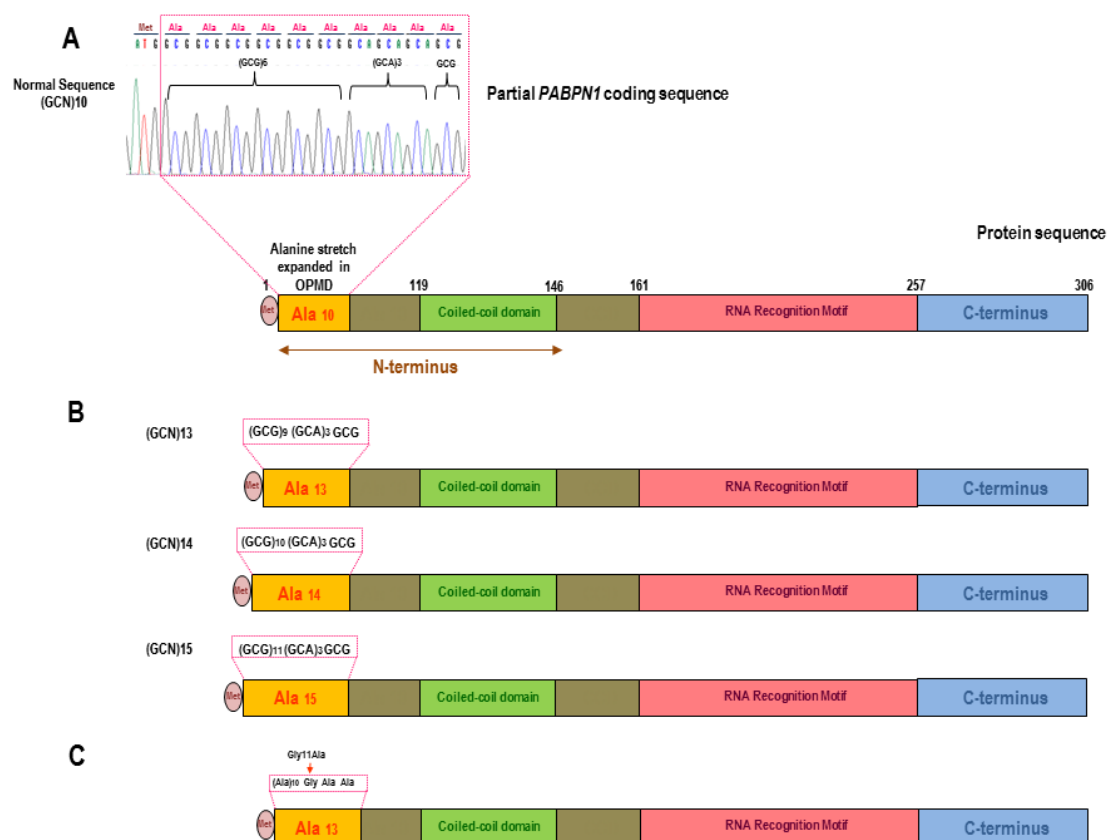 A
Met Ala Ala Ala Ala Ala Ala Ala Ala Ala Ala
A T G G C G G C G G C G G C G G C G G C G G C A G C A G C A G C G
(GCG)6 (GCA)3 GCG
Normal Sequence
(GCN)10
Partial PABPN1 coding sequence
Protein sequence
Alanine stretch
expanded in
OPMD
1 119 146 161 257 306
Met Ala 10 Coiled-coil domain RNA Recognition Motif C-terminus
N-terminus
B
(GCN)13
(GCG)9 (GCA)3 GCG
Met Ala 13 Coiled-coil domain RNA Recognition Motif C-terminus
(GCN)14
(GCG)10 (GCA)3 GCG
Met Ala 14 Coiled-coil domain RNA Recognition Motif C-terminus
(GCN)15
(GCG)11 (GCA)3 GCG
Met Ala 15 Coiled-coil domain RNA Recognition Motif C-terminus
C
Gly11Ala
(Ala)10 Gly Ala Ala
Met Ala 13 Coiled-coil domain RNA Recognition Motif C-terminus